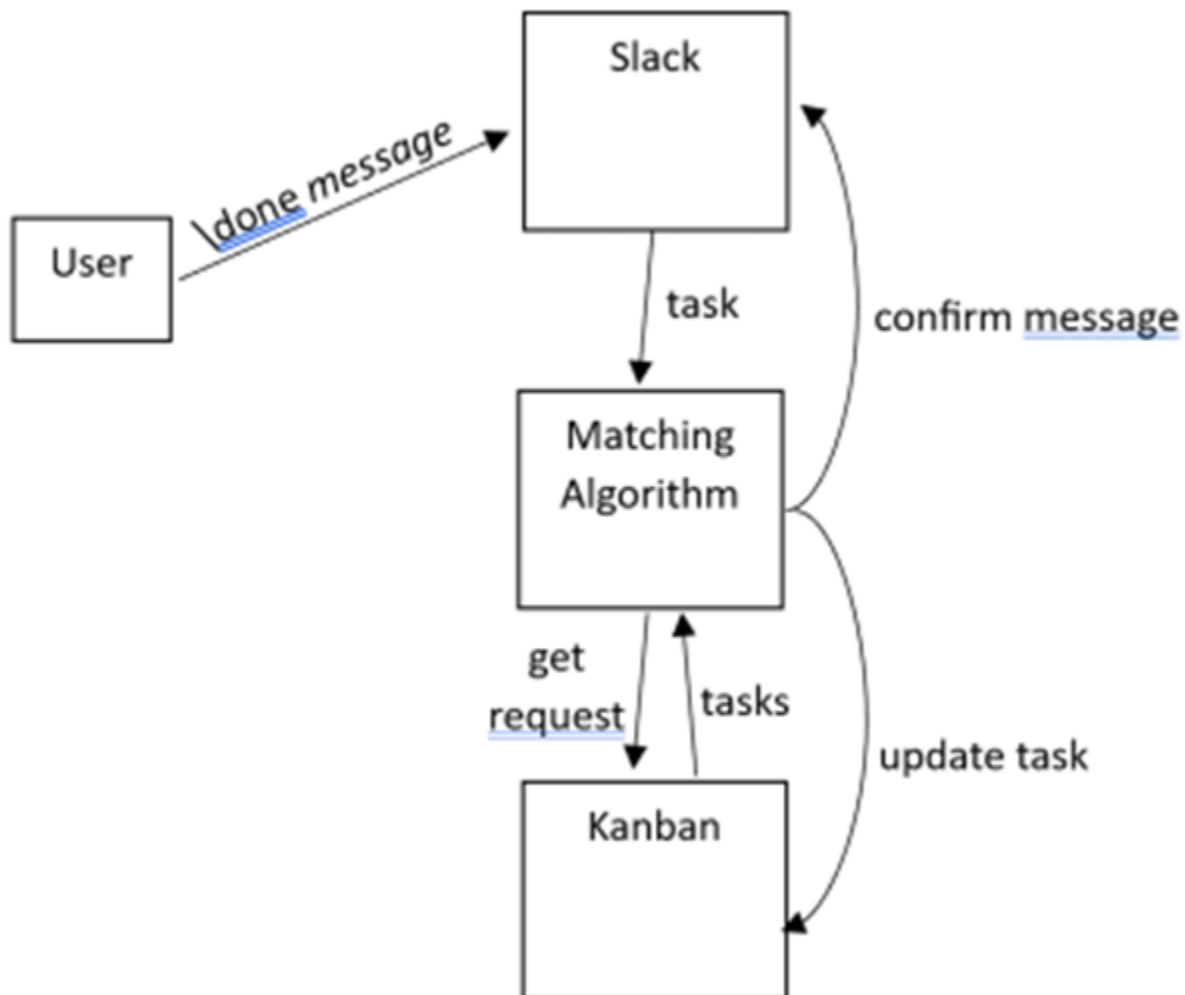 Slack
\done message
User
task
confirm message
Matching
Algorithm
get
request
tasks
update task
Kanban